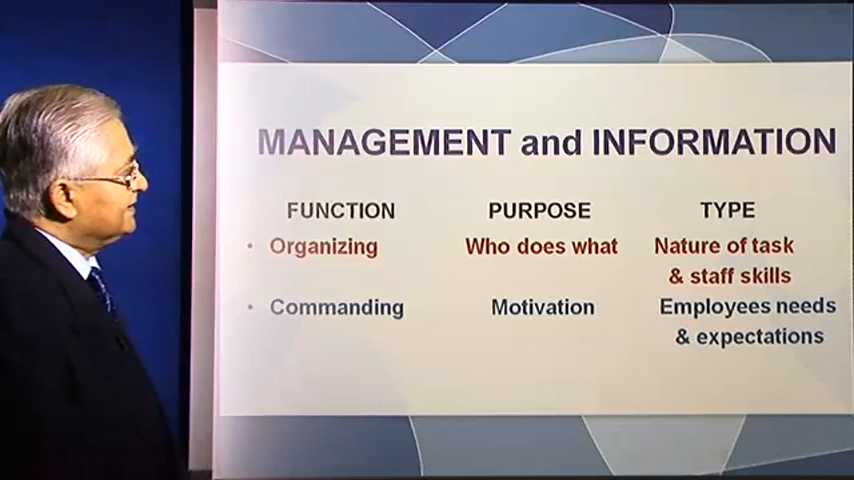 MANAGEMENT and INFORMATION
FUNCTION PURPOSE TYPE
• Organizing Who does what Nature of task
& staff skills
• Commanding Motivation Employees needs
& expectations